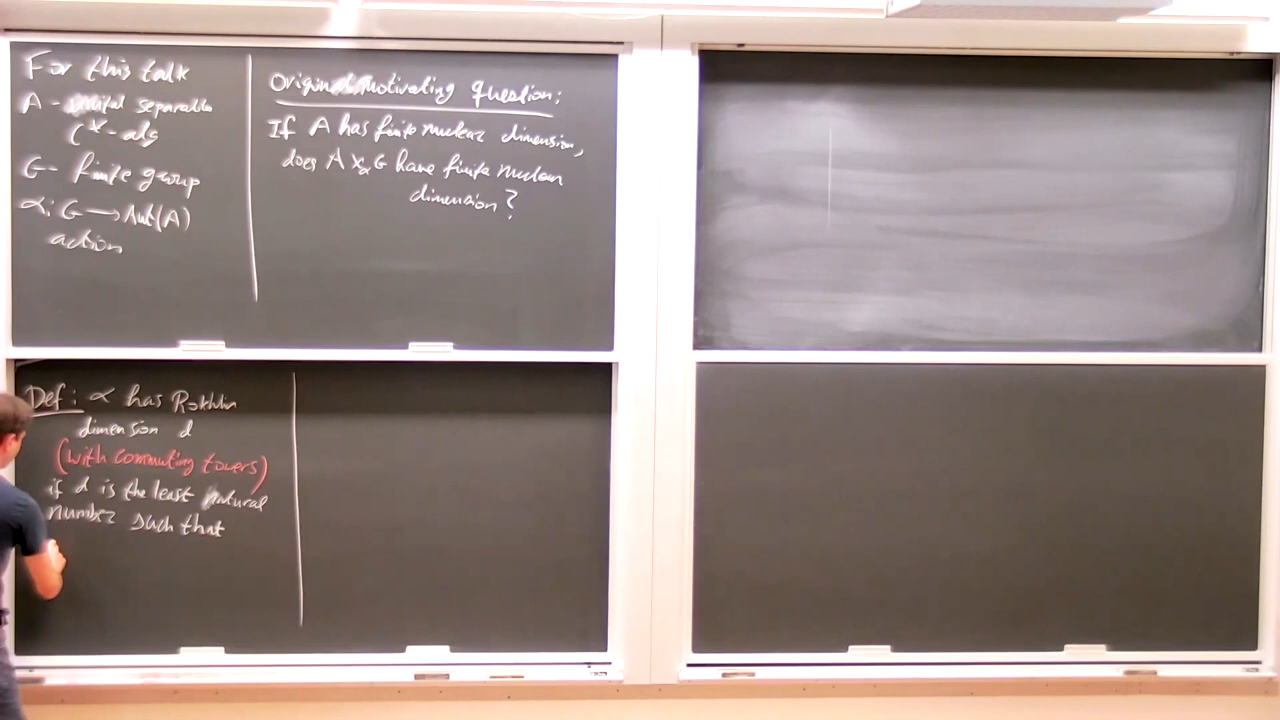 For this talk
A - unital separable
C*-alg
G - finite group
α: G → Aut(A)
action
Original motivating question:
If A has finite nuclear dimension,
does A ⋊α G have finite nuclear
dimension?
Def: α has Rokhlin
dimension d
(with commuting towers)
if d is the least natural
number such that